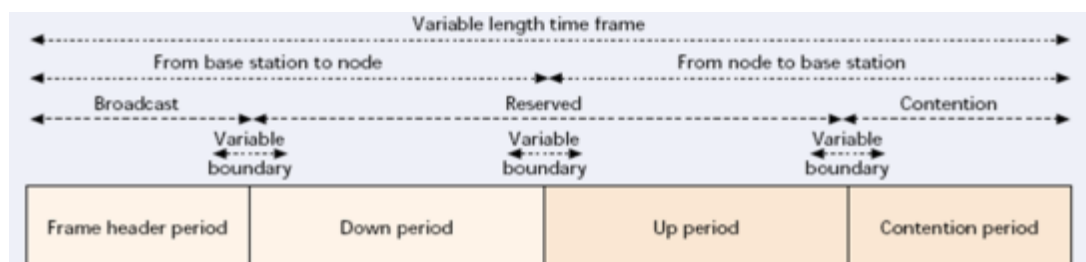 Variable length time frame
From base station to node From node to base station
Broadcast Reserved Contention
Variable Variable Variable
boundary boundary boundary
Frame header period Down period Up period Contention period